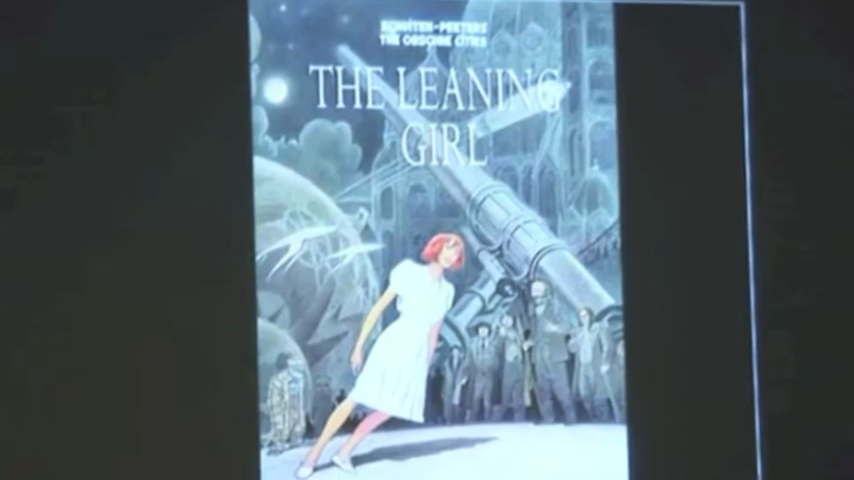 SCHUITEN-PEETERS
THE OBSCURE CITIES
THE LEANING
GIRL